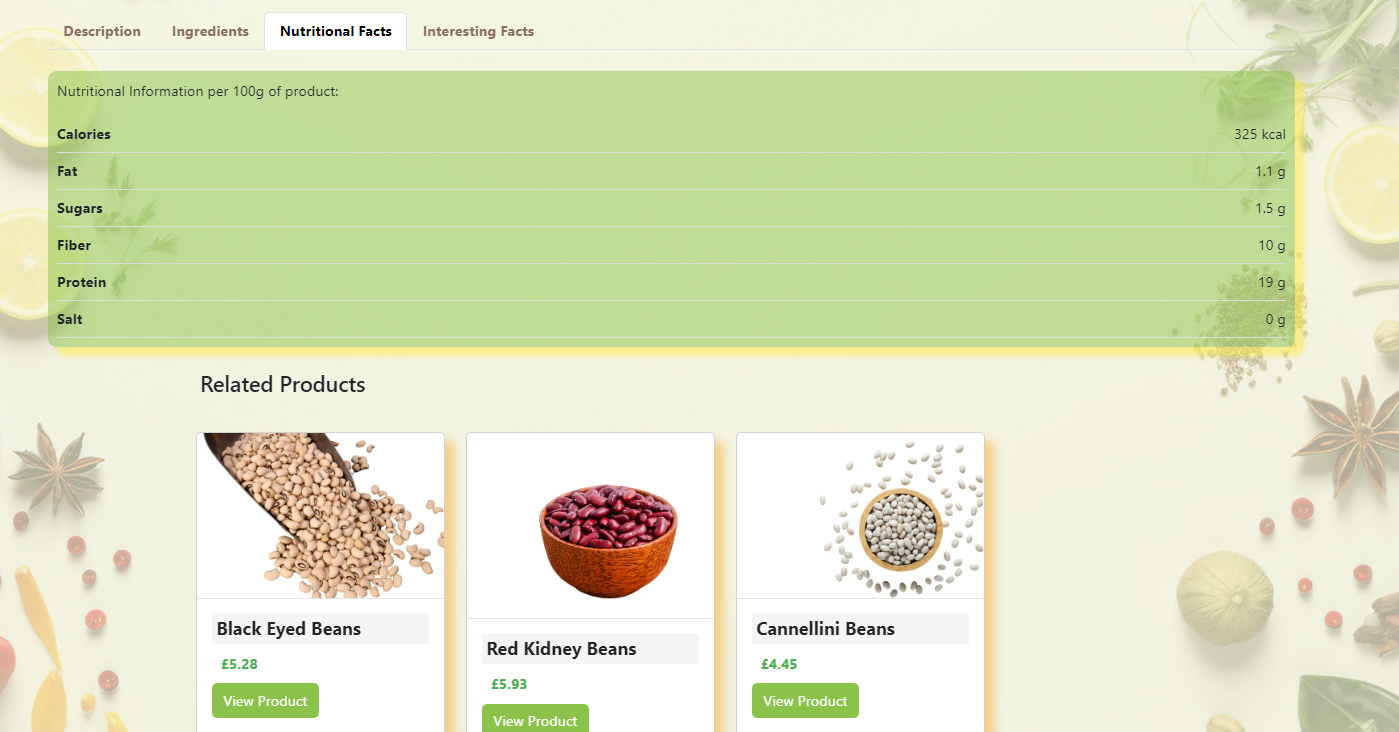 Description Ingredients Nutritional Facts Interesting Facts
Nutritional Information per 100g of product:
Calories 325 kcal
Fat 1.1 g
Sugars 1.5 g
Fiber 10 g
Protein 19 g
Salt 0 g
Related Products
Black Eyed Beans
£5.28
View Product
Red Kidney Beans
£5.93
View Product
Cannellini Beans
£4.45
View Product